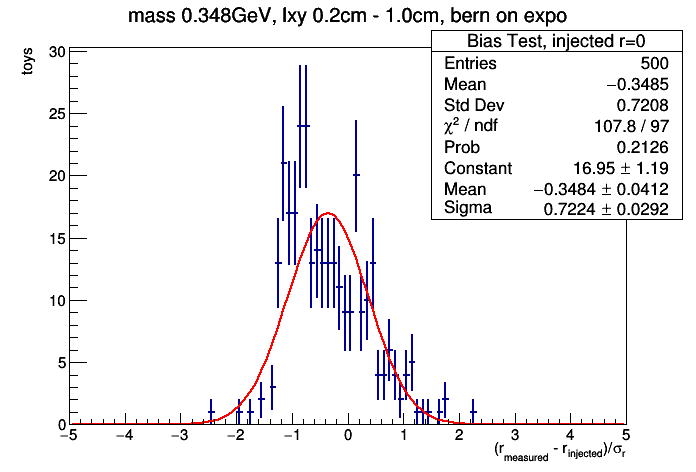 mass 0.348GeV, lxy 0.2cm - 1.0cm, bern on expo
toys
Bias Test, injected r=0
Entries 500
Mean −0.3485
Std Dev 0.7208
χ² / ndf 107.8 / 97
Prob 0.2126
Constant 16.95 ± 1.19
Mean −0.3484 ± 0.0412
Sigma 0.7224 ± 0.0292
30
25
20
15
10
5
0
−5 −4 −3 −2 −1 0 1 2 3 4 5
(r_measured - r_injected)/σ_r